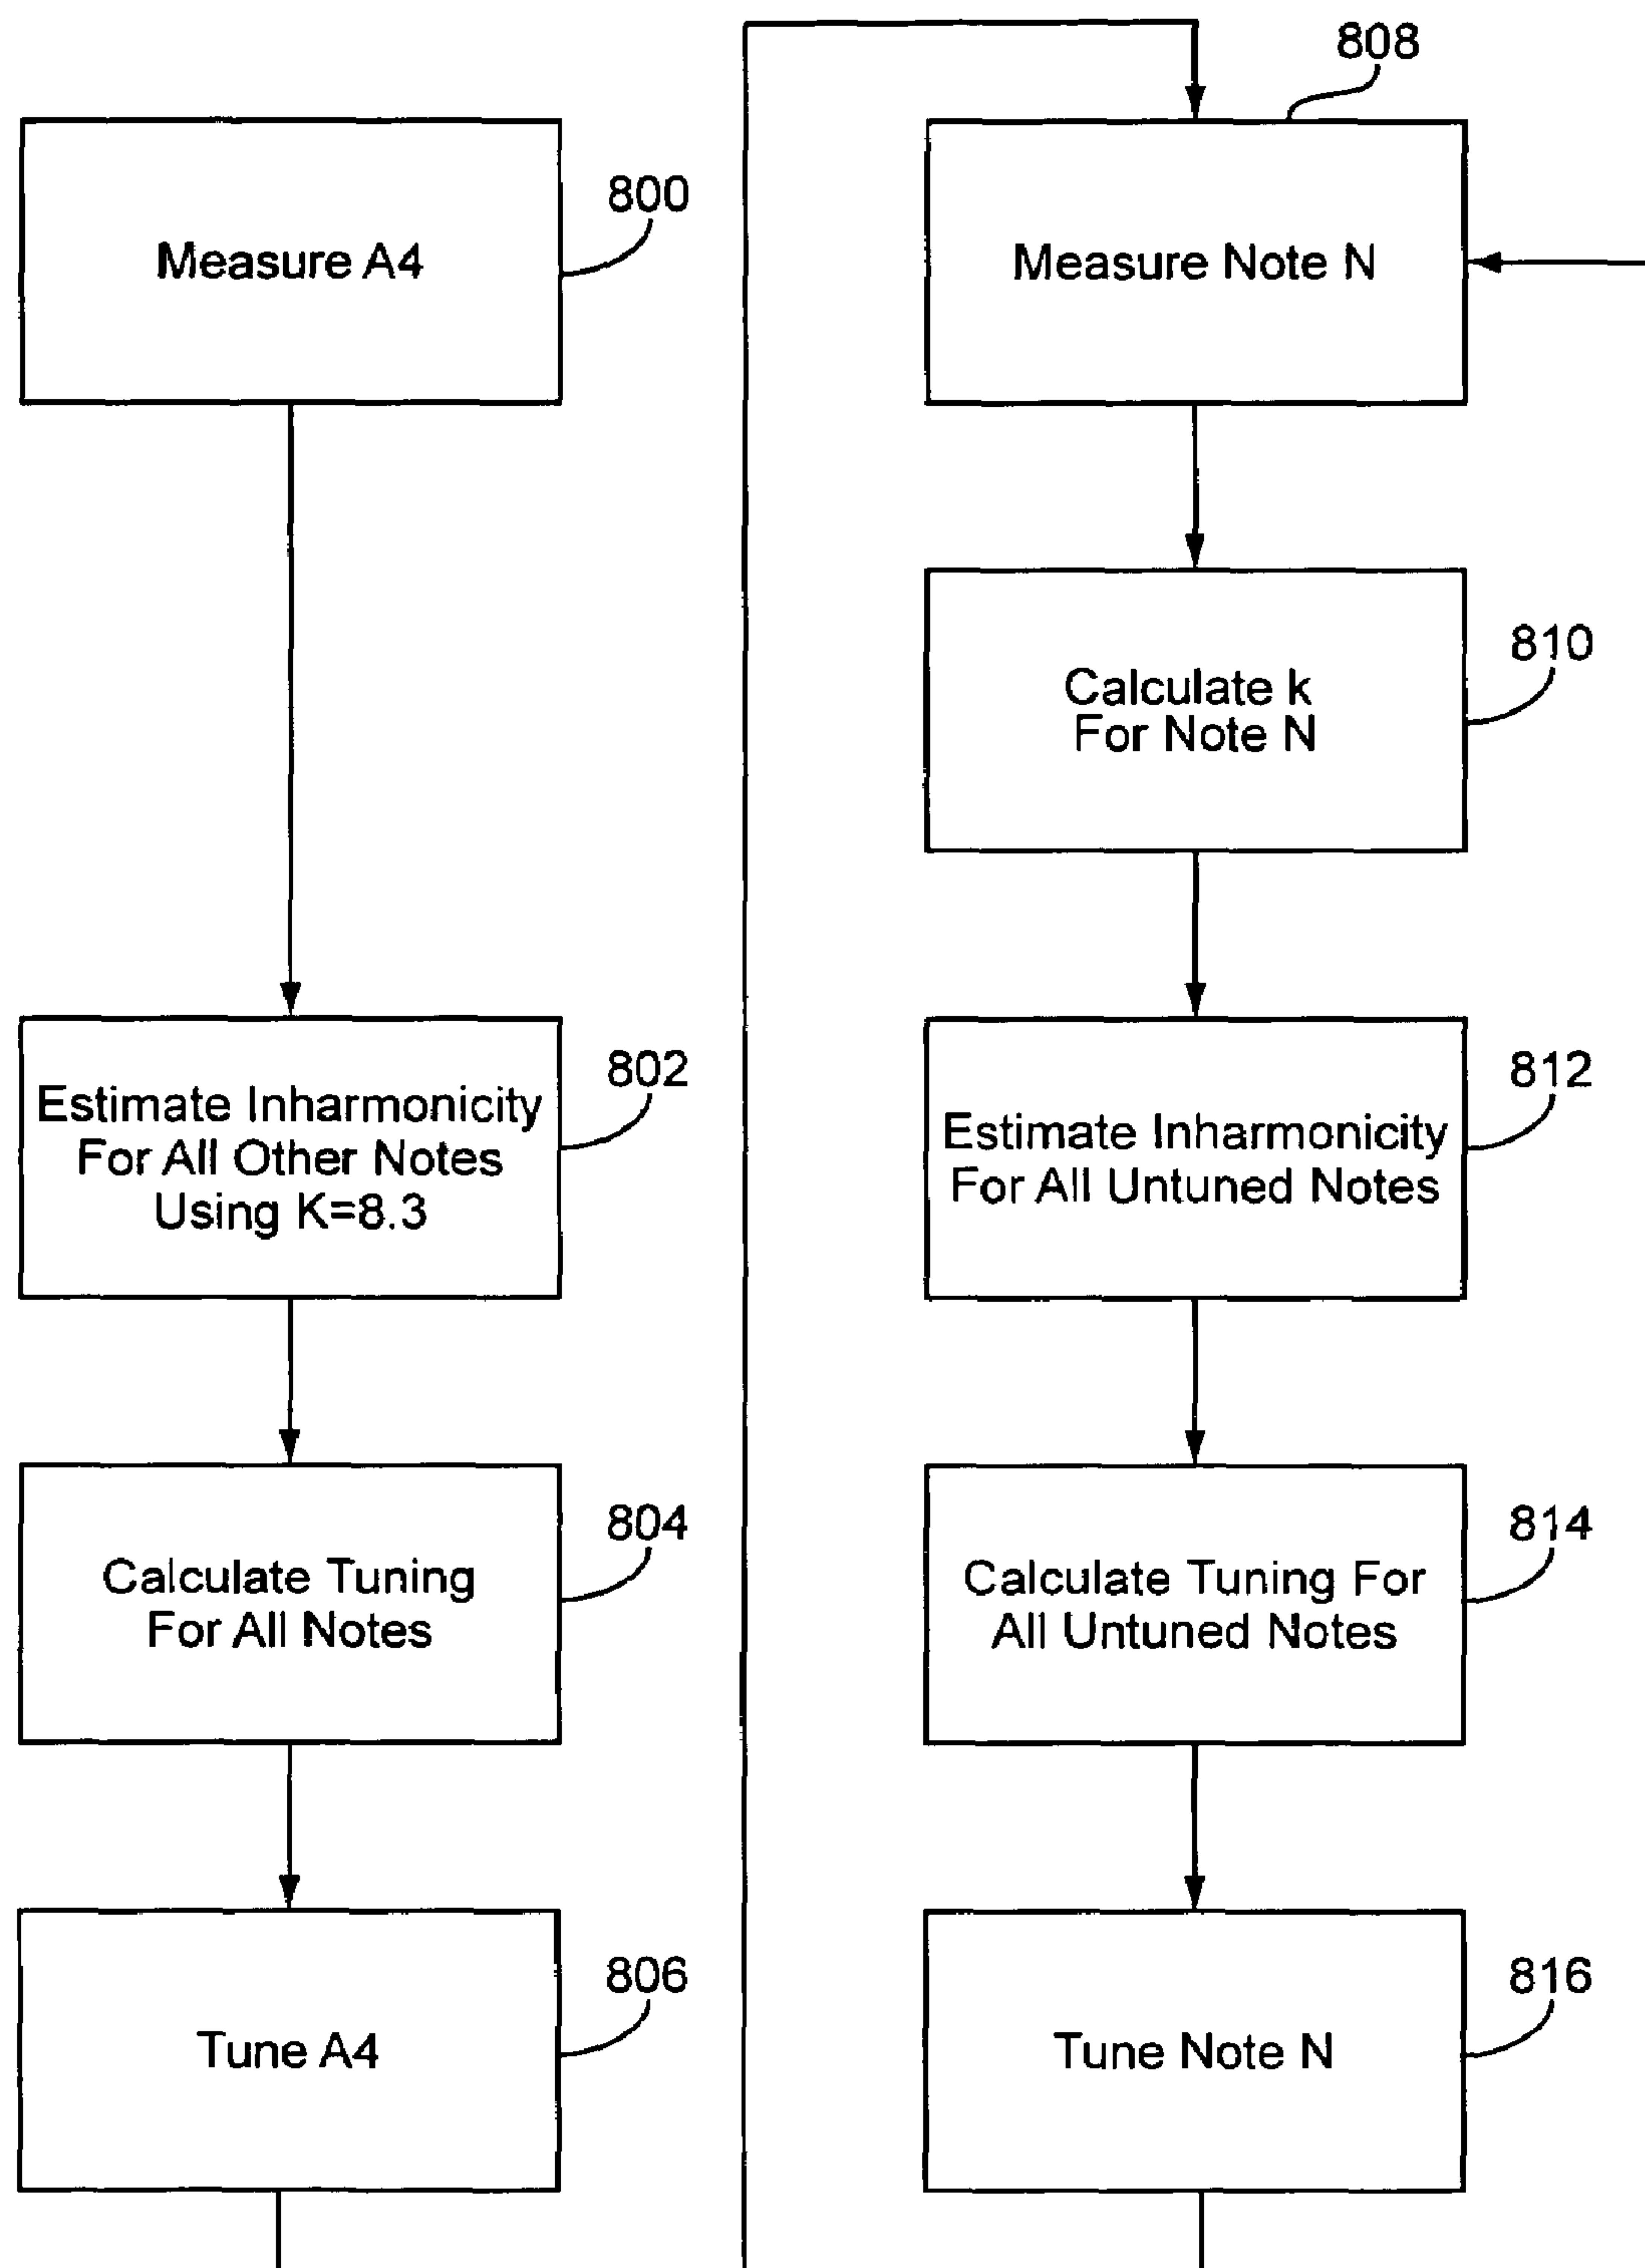 800
Measure A4
802
Estimate Inharmonicity
For All Other Notes
Using K=8.3
804
Calculate Tuning
For All Notes
806
Tune A4
808
Measure Note N
810
Calculate k
For Note N
812
Estimate Inharmonicity
For All Untuned Notes
814
Calculate Tuning For
All Untuned Notes
816
Tune Note N